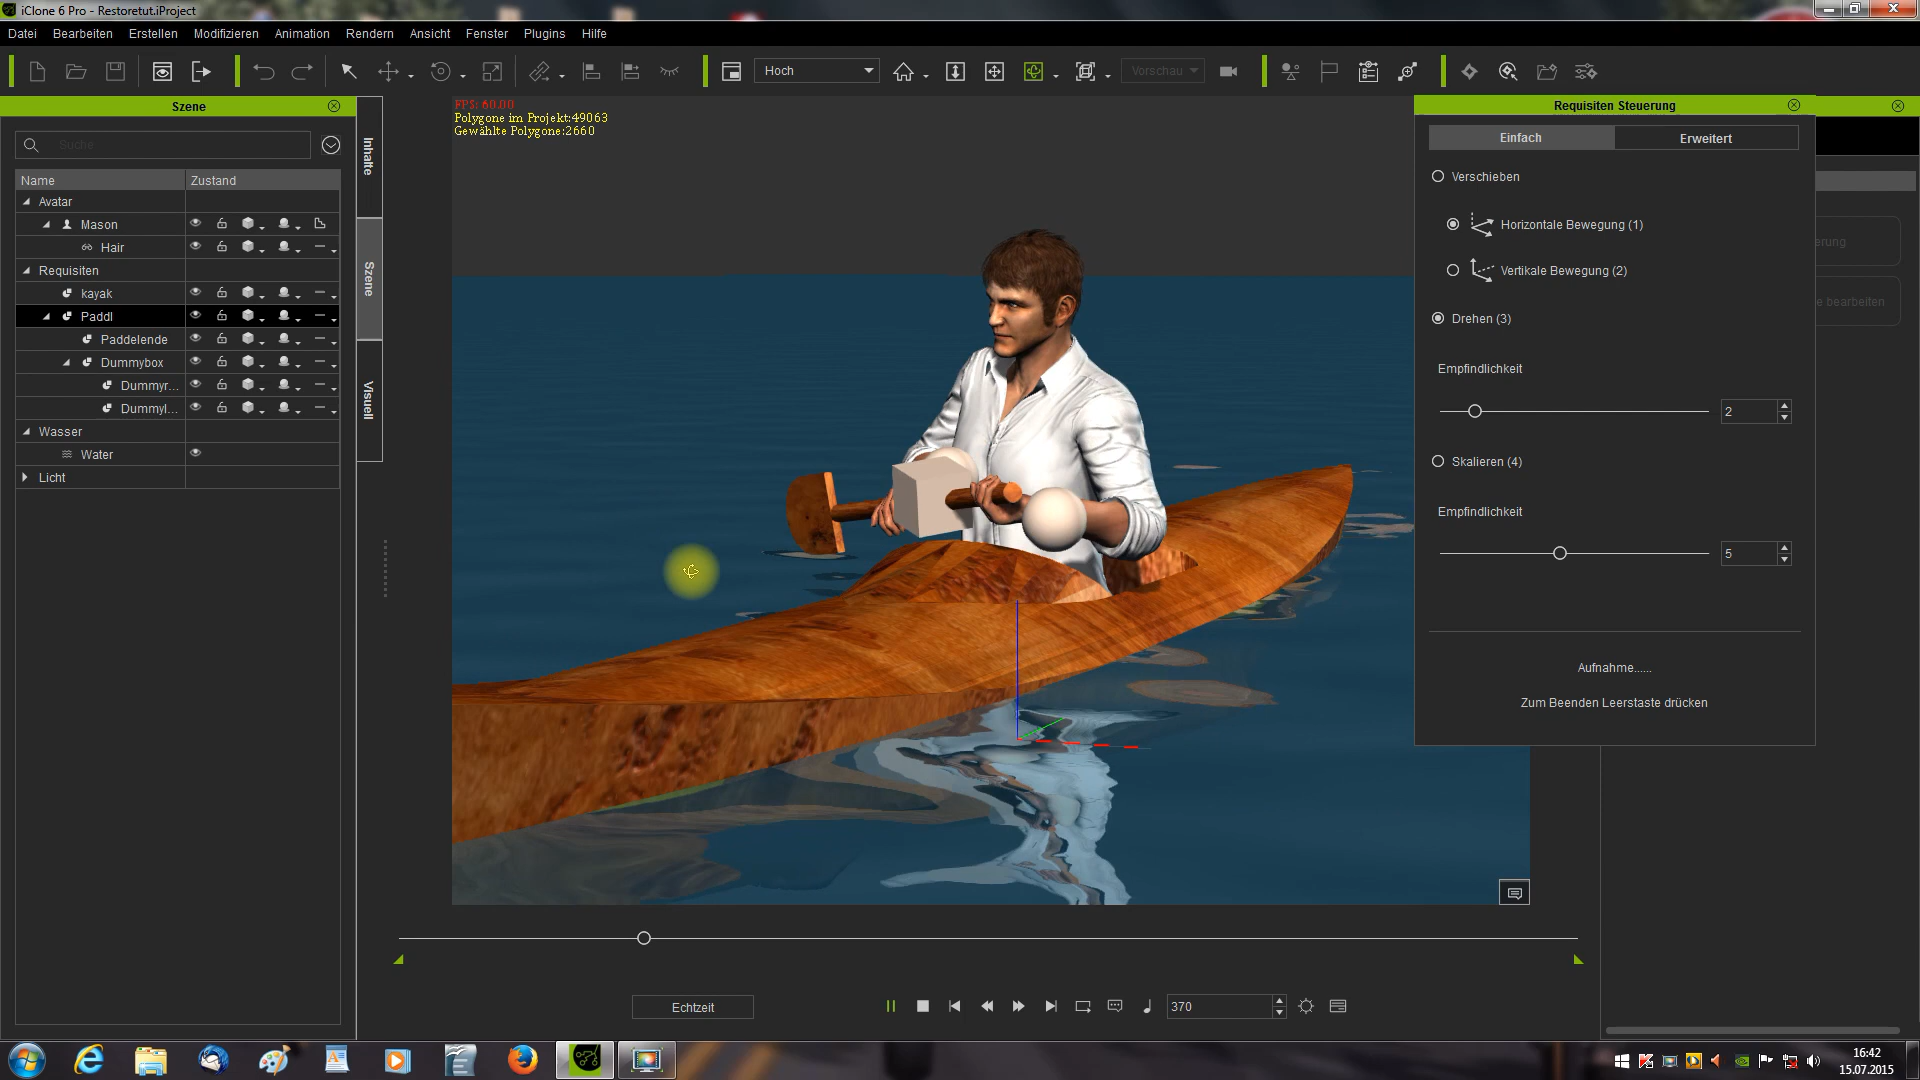 iClone 6 Pro - Restoretut.iProject
Datei Bearbeiten Erstellen Modifizieren Animation Rendern Ansicht Fenster Plugins Hilfe
Hoch
Vorschau
Szene
Suche
Name Zustand
Avatar
Mason
Hair
Requisiten
kayak
Paddl
Paddelende
Dummybox
Dummyr...
Dummyl...
Wasser
Water
Licht
Inhalte
Szene
Visuell
FPS: 60.00
Polygone im Projekt:49063
Gewählte Polygone:2660
Requisiten Steuerung
Einfach Erweitert
Verschieben
Horizontale Bewegung (1)
Vertikale Bewegung (2)
Drehen (3)
Empfindlichkeit
2
Skalieren (4)
Empfindlichkeit
5
Aufnahme......
Zum Beenden Leerstaste drücken
erung
e bearbeiten
Echtzeit
370
16:42
15.07.2015